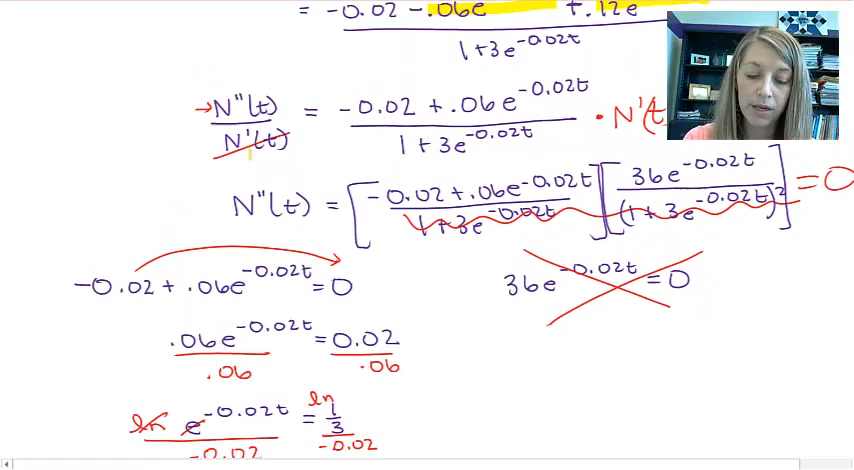 = -0.02 - .06e + .12e
1+3e^-0.02t
→ N''(t) / N'(t) = -0.02 + .06e^-0.02t / 1 + 3e^-0.02t · N'(t
N''(t) = [-0.02 + .06e^-0.02t / 1 + 3e^-0.02t] [36e^-0.02t / (1 + 3e^-0.02t)^2] = 0
-0.02 + .06e^-0.02t = 0
36e^-0.02t = 0
.06e^-0.02t = 0.02
.06 .06
ln e^-0.02t = ln 1/3
-0.02 -0.02